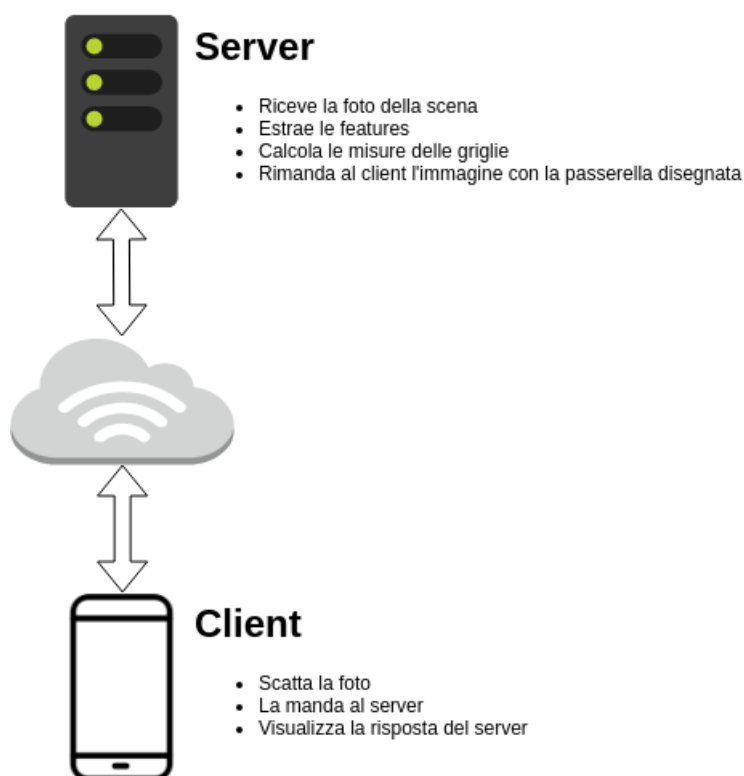 Server
Riceve la foto della scena
Estrae le features
Calcola le misure delle griglie
Rimanda al client l'immagine con la passerella disegnata
Client
Scatta la foto
La manda al server
Visualizza la risposta del server